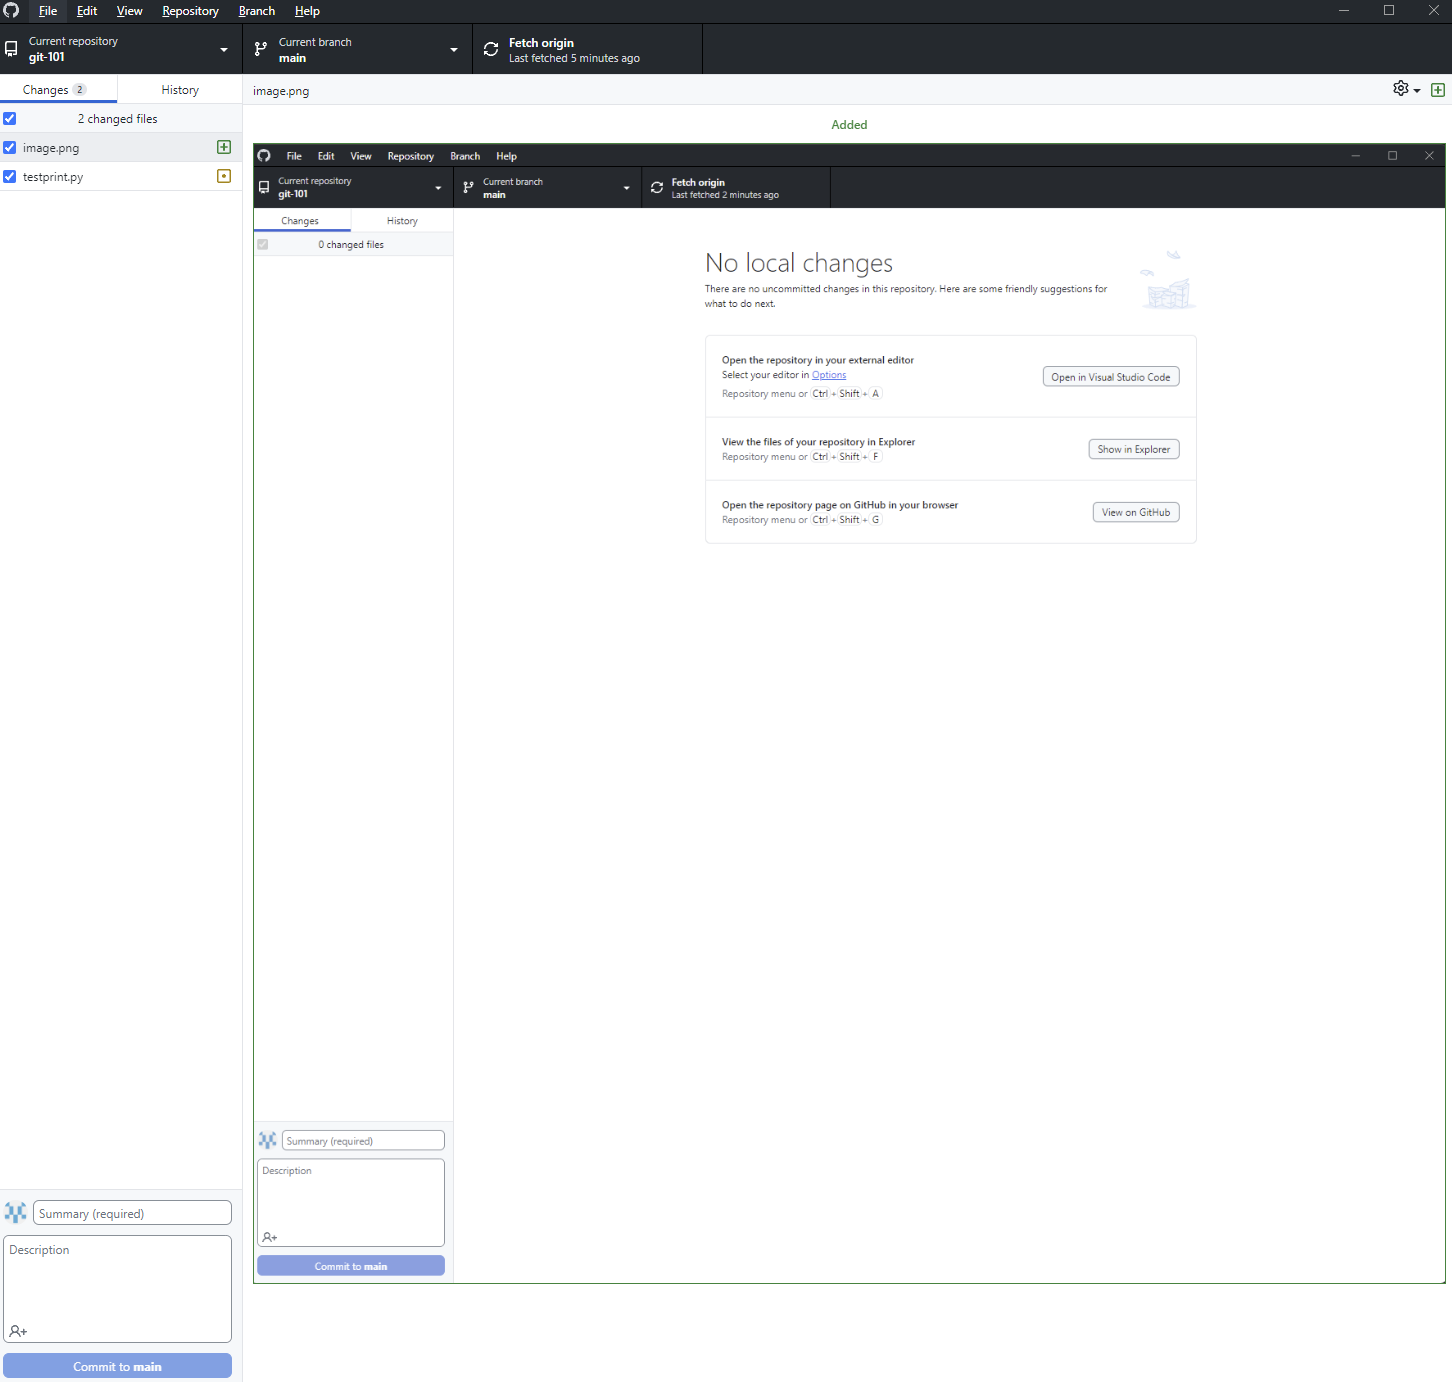 File Edit View Repository Branch Help
Current repository
git-101
Current branch
main
Fetch origin
Last fetched 5 minutes ago
Changes 2
History
2 changed files
image.png
testprint.py
image.png
Added
File Edit View Repository Branch Help
Current repository
git-101
Current branch
main
Fetch origin
Last fetched 2 minutes ago
Changes
History
0 changed files
No local changes
There are no uncommitted changes in this repository. Here are some friendly suggestions for
what to do next.
Open the repository in your external editor
Select your editor in Options
Repository menu or Ctrl + Shift + A
Open in Visual Studio Code
View the files of your repository in Explorer
Repository menu or Ctrl + Shift + F
Show in Explorer
Open the repository page on GitHub in your browser
Repository menu or Ctrl + Shift + G
View on GitHub
Summary (required)
Description
Commit to main
Summary (required)
Description
Commit to main